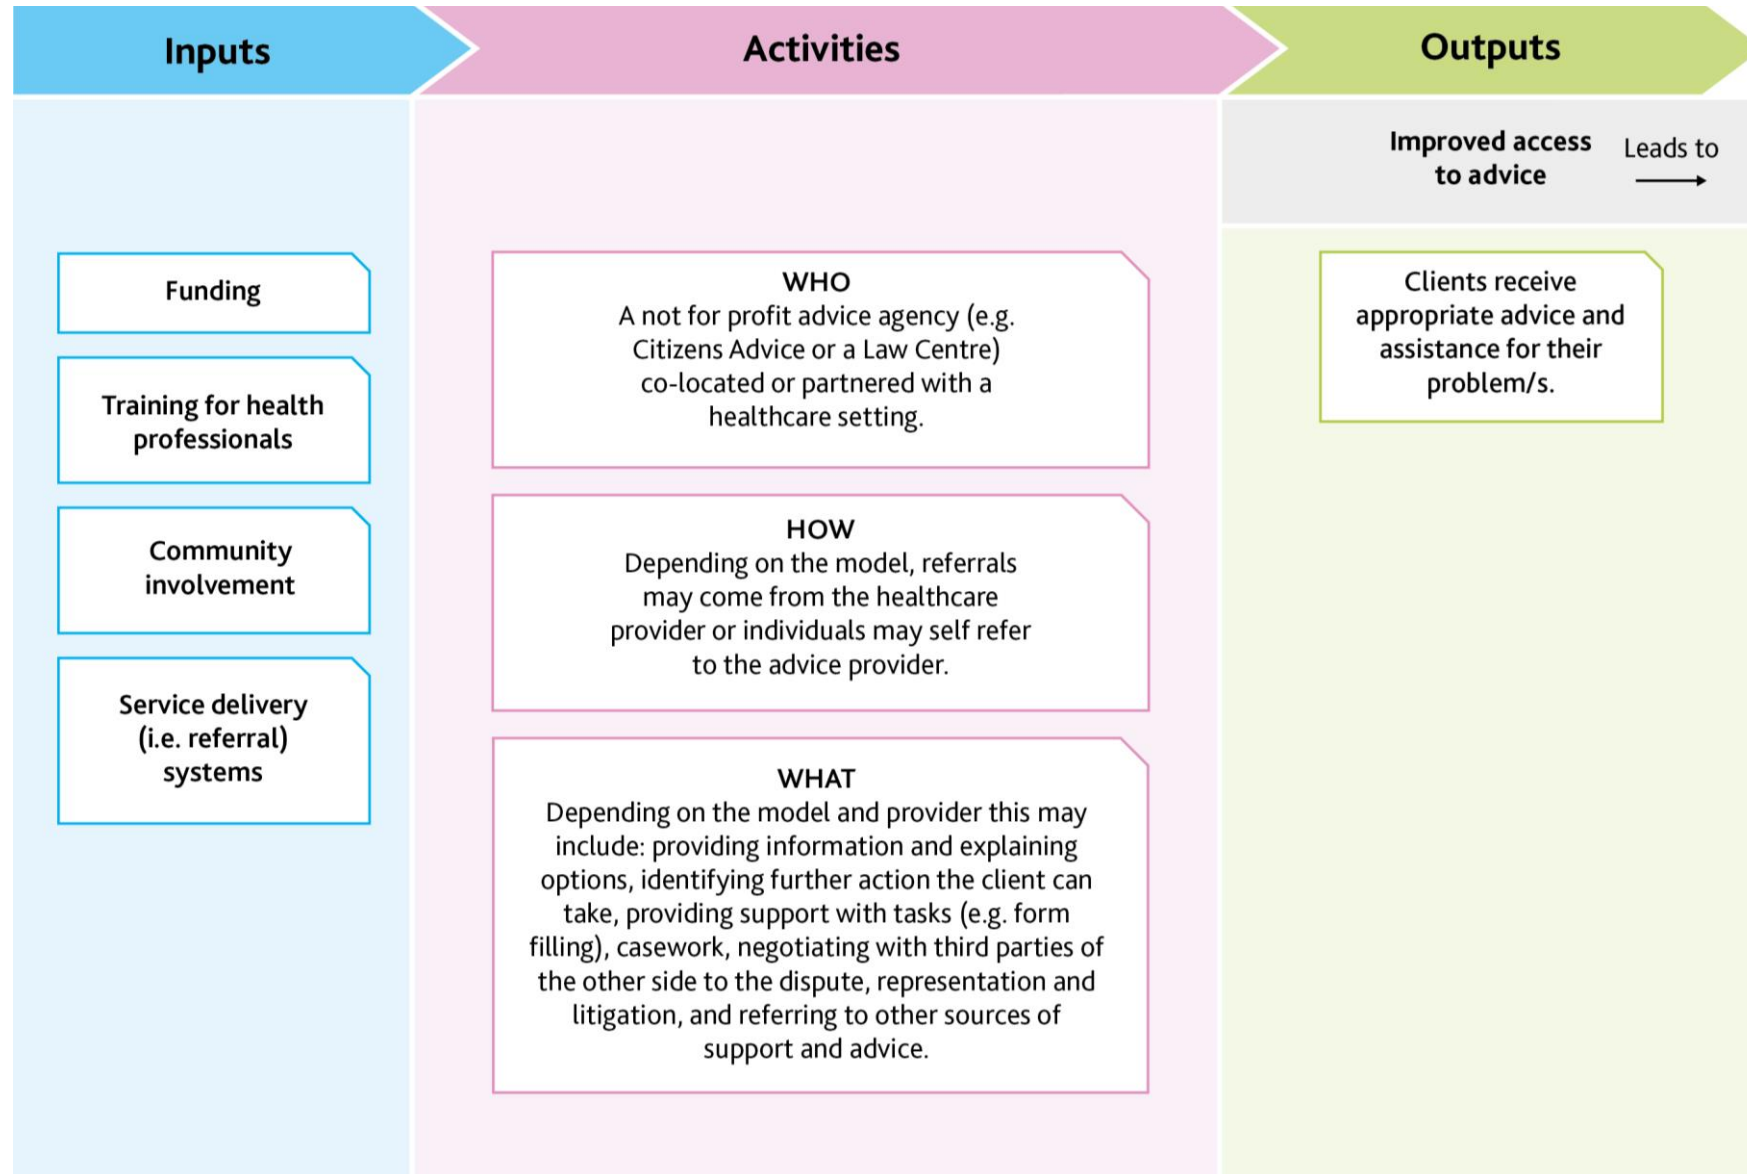 Inputs
Activities
Outputs
Improved access
to advice
Leads to
Funding
Training for health
professionals
Community
involvement
Service delivery
(i.e. referral)
systems
WHO
A not for profit advice agency (e.g.
Citizens Advice or a Law Centre)
co-located or partnered with a
healthcare setting.
HOW
Depending on the model, referrals
may come from the healthcare
provider or individuals may self refer
to the advice provider.
WHAT
Depending on the model and provider this may
include: providing information and explaining
options, identifying further action the client can
take, providing support with tasks (e.g. form
filling), casework, negotiating with third parties of
the other side to the dispute, representation and
litigation, and referring to other sources of
support and advice.
Clients receive
appropriate advice and
assistance for their
problem/s.